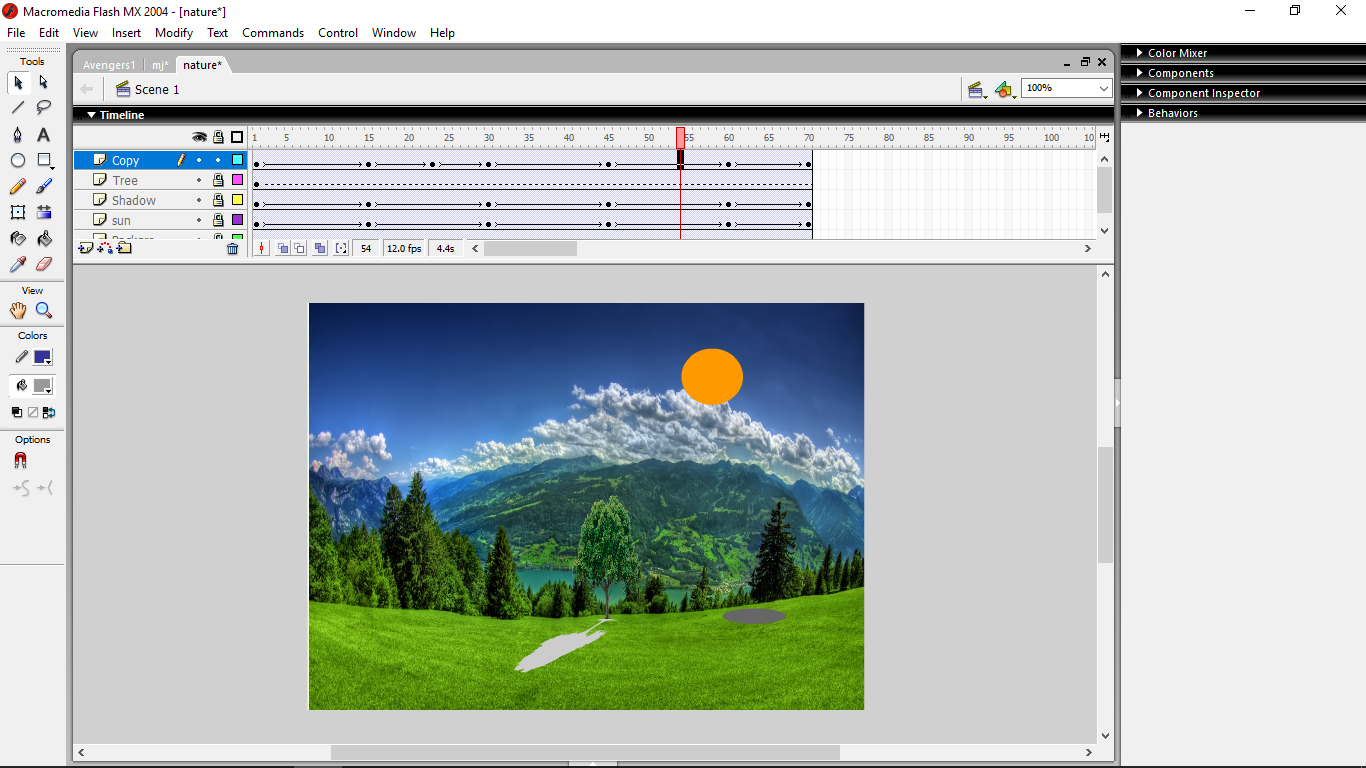 Macromedia Flash MX 2004 - [nature*]
File Edit View Insert Modify Text Commands Control Window Help
Tools
View
Colors
Options
Avengers1 mj* nature*
Scene 1
100%
Timeline
1 5 10 15 20 25 30 35 40 45 50 55 60 65 70 75 80 85 90 95 100 10
Copy
Tree
Shadow
sun
54 12.0 fps 4.4s
Color Mixer
Components
Component Inspector
Behaviors